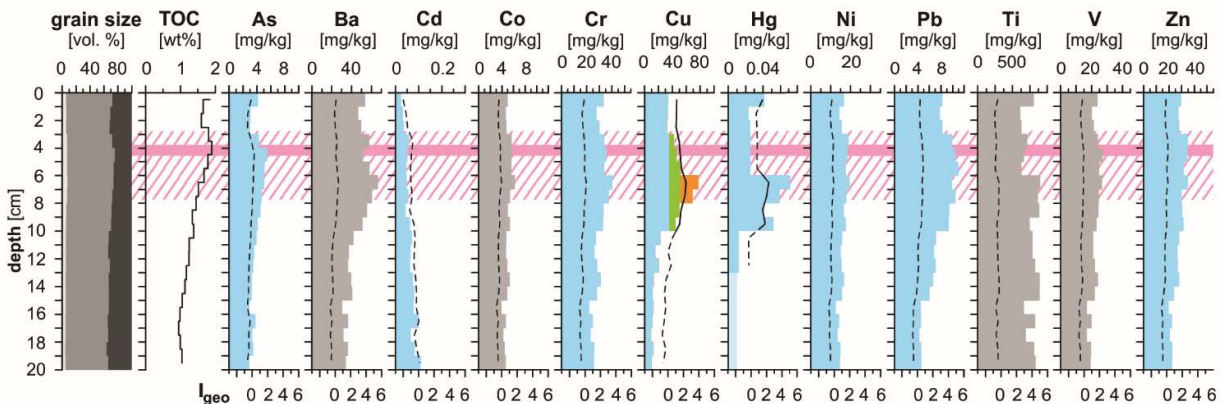 grain size TOC As Ba Cd Co Cr Cu Hg Ni Pb Ti V Zn
[vol. %] [wt%] [mg/kg] [mg/kg] [mg/kg] [mg/kg] [mg/kg] [mg/kg] [mg/kg] [mg/kg] [mg/kg] [mg/kg] [mg/kg] [mg/kg]
0 40 80 0 1 2 0 4 8 0 40 0 0.2 0 4 8 0 20 40 0 40 80 0 0.04 0 20 0 4 8 0 500 0 20 40 0 20 40
0
2
4
6
8
10
12
14
16
18
20
depth [cm]
Igeo 0 2 4 6 0 2 4 6 0 2 4 6 0 2 4 6 0 2 4 6 0 2 4 6 0 2 4 6 0 2 4 6 0 2 4 6 0 2 4 6 0 2 4 6 0 2 4 6